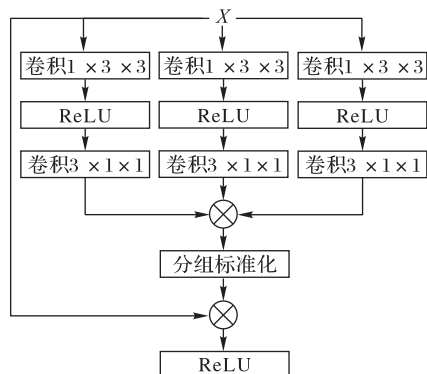 X
卷积1 × 3 × 3 卷积1 × 3 × 3 卷积1 × 3 × 3
ReLU ReLU ReLU
卷积3 × 1 × 1 卷积3 × 1 × 1 卷积3 × 1 × 1
分组标准化
ReLU